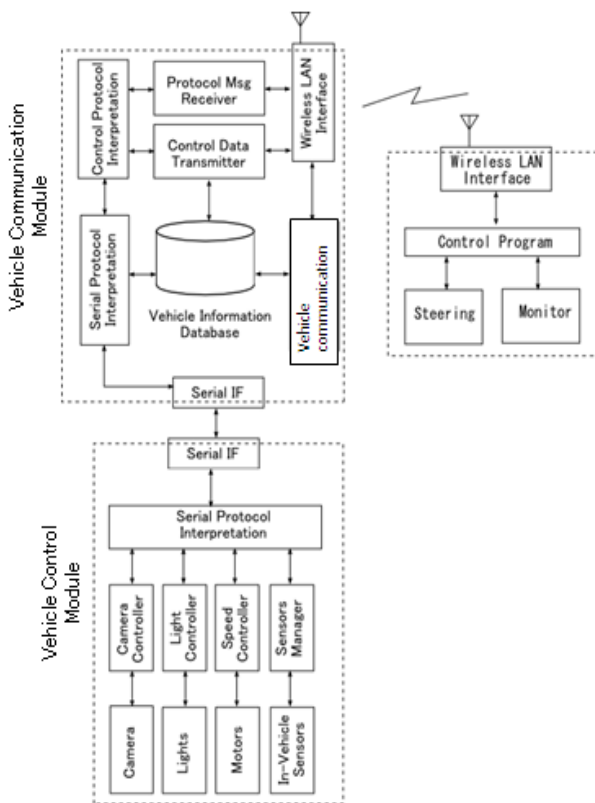 Vehicle Communication
Module
Control Protocol
Interpretation
Protocol Msg
Receiver
Control Data
Transmitter
Wireless LAN
Interface
Serial Protocol
Interpretation
Vehicle Information
Database
Vehicle
communication
Serial IF
Wireless LAN
Interface
Control Program
Steering
Monitor
Vehicle Control
Module
Serial IF
Serial Protocol
Interpretation
Camera
Controller
Light
Controller
Speed
Controller
Sensors
Manager
Camera
Lights
Motors
In-Vehicle
Sensors